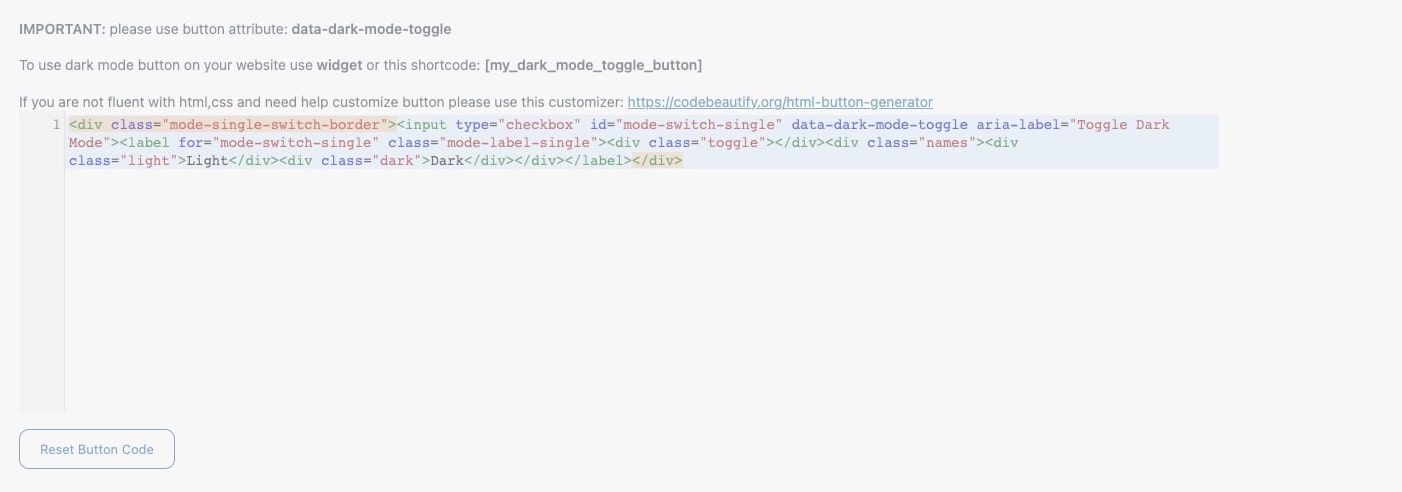 IMPORTANT: please use button attribute: data-dark-mode-toggle
To use dark mode button on your website use widget or this shortcode: [my_dark_mode_toggle_button]
If you are not fluent with html,css and need help customize button please use this customizer: https://codebeautify.org/html-button-generator
1 <div class="mode-single-switch-border"><input type="checkbox" id="mode-switch-single" data-dark-mode-toggle aria-label="Toggle Dark
Mode"><label for="mode-switch-single" class="mode-label-single"><div class="toggle"></div><div class="names"><div
class="light">Light</div><div class="dark">Dark</div></div></label></div>
Reset Button Code